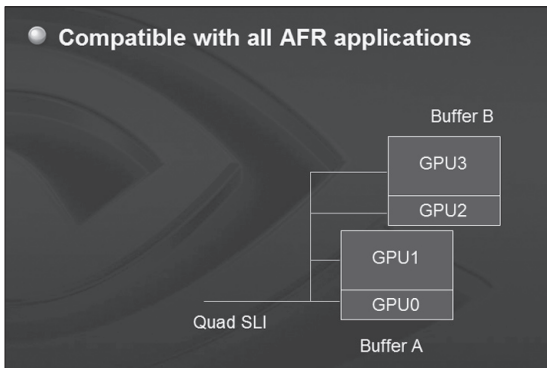 Compatible with all AFR applications
Buffer B
GPU3
GPU2
GPU1
GPU0
Quad SLI
Buffer A